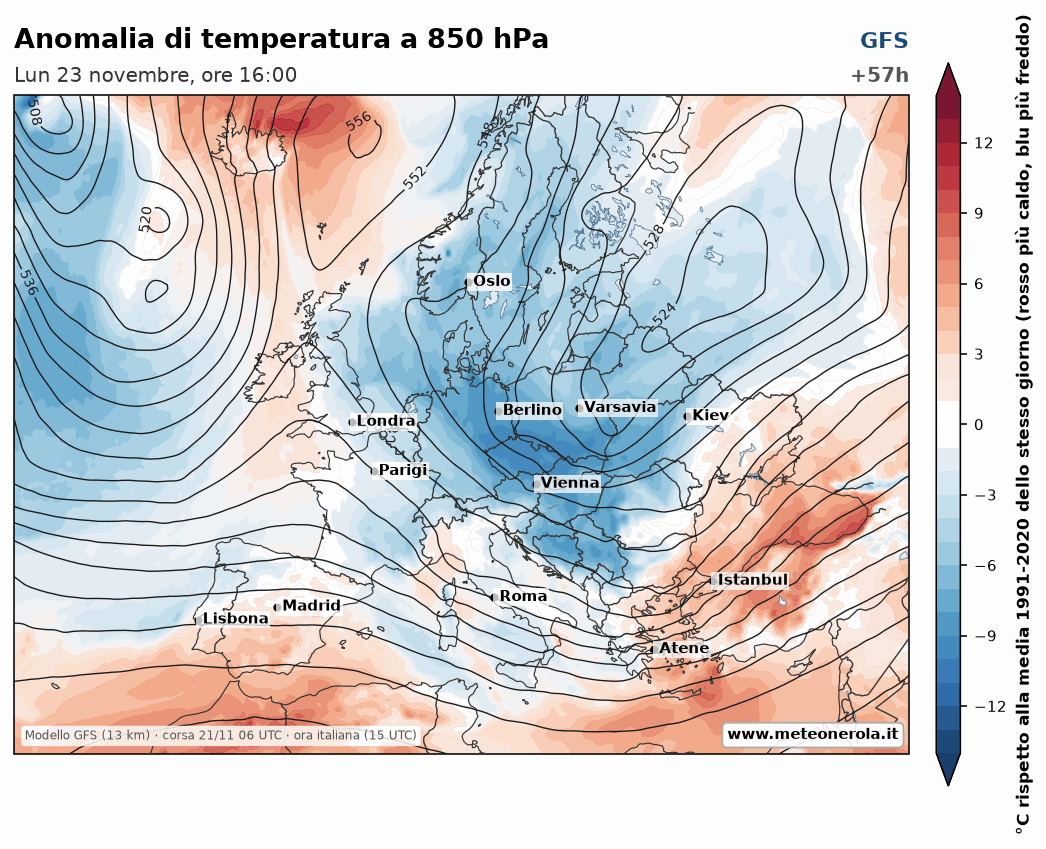 Anomalia di temperatura a 850 hPa
GFS
Lun 23 novembre, ore 16:00
+57h
508
556
548
552
520
528
536
524
Oslo
Berlino
Varsavia
Kiev
Londra
Parigi
Vienna
Istanbul
Roma
Madrid
Lisbona
Atene
Modello GFS (13 km) · corsa 21/11 06 UTC · ora italiana (15 UTC)
www.meteonerola.it
12
9
6
3
0
−3
−6
−9
−12
°C rispetto alla media 1991-2020 dello stesso giorno (rosso più caldo, blu più freddo)